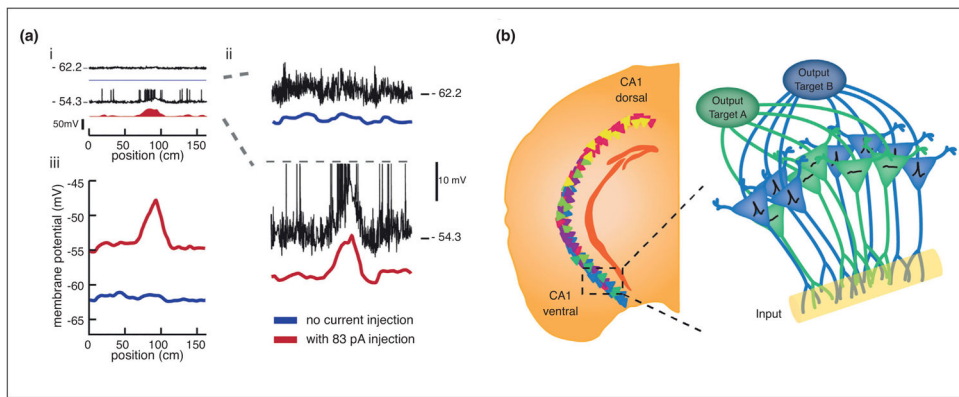 (a)
i
- 62.2
- 54.3
50mV
0 50 100 150
position (cm)
ii
- 62.2
10 mV
- 54.3
iii
membrane potential (mV)
-45
-50
-55
-60
-65
0 50 100 150
position (cm)
no current injection
with 83 pA injection
(b)
CA1
dorsal
CA1
ventral
Output
Target A
Output
Target B
Input